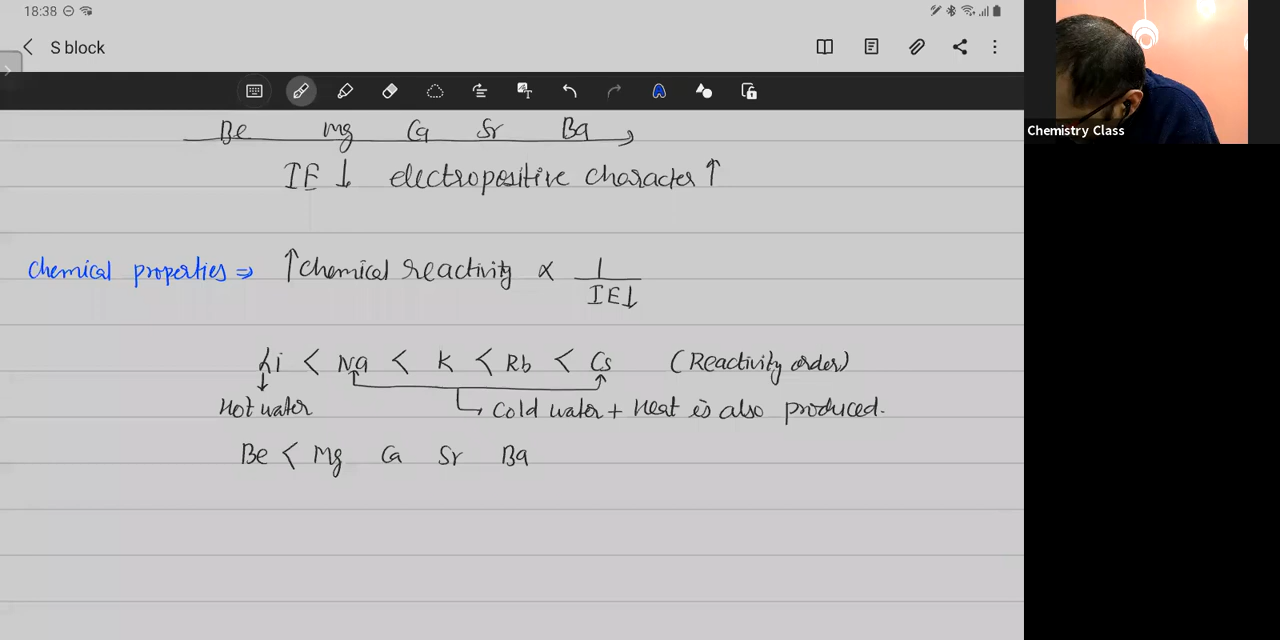 18:38
S block
Chemistry Class
Be Mg Ca Sr Ba
IE ↓ electropositive character ↑
Chemical properties ⇒ ↑ Chemical reactivity ∝ 1
IE↓
Li < Na < K < Rb < Cs (Reactivity order)
Hot water Cold water + Heat is also produced.
Be < Mg Ca Sr Ba